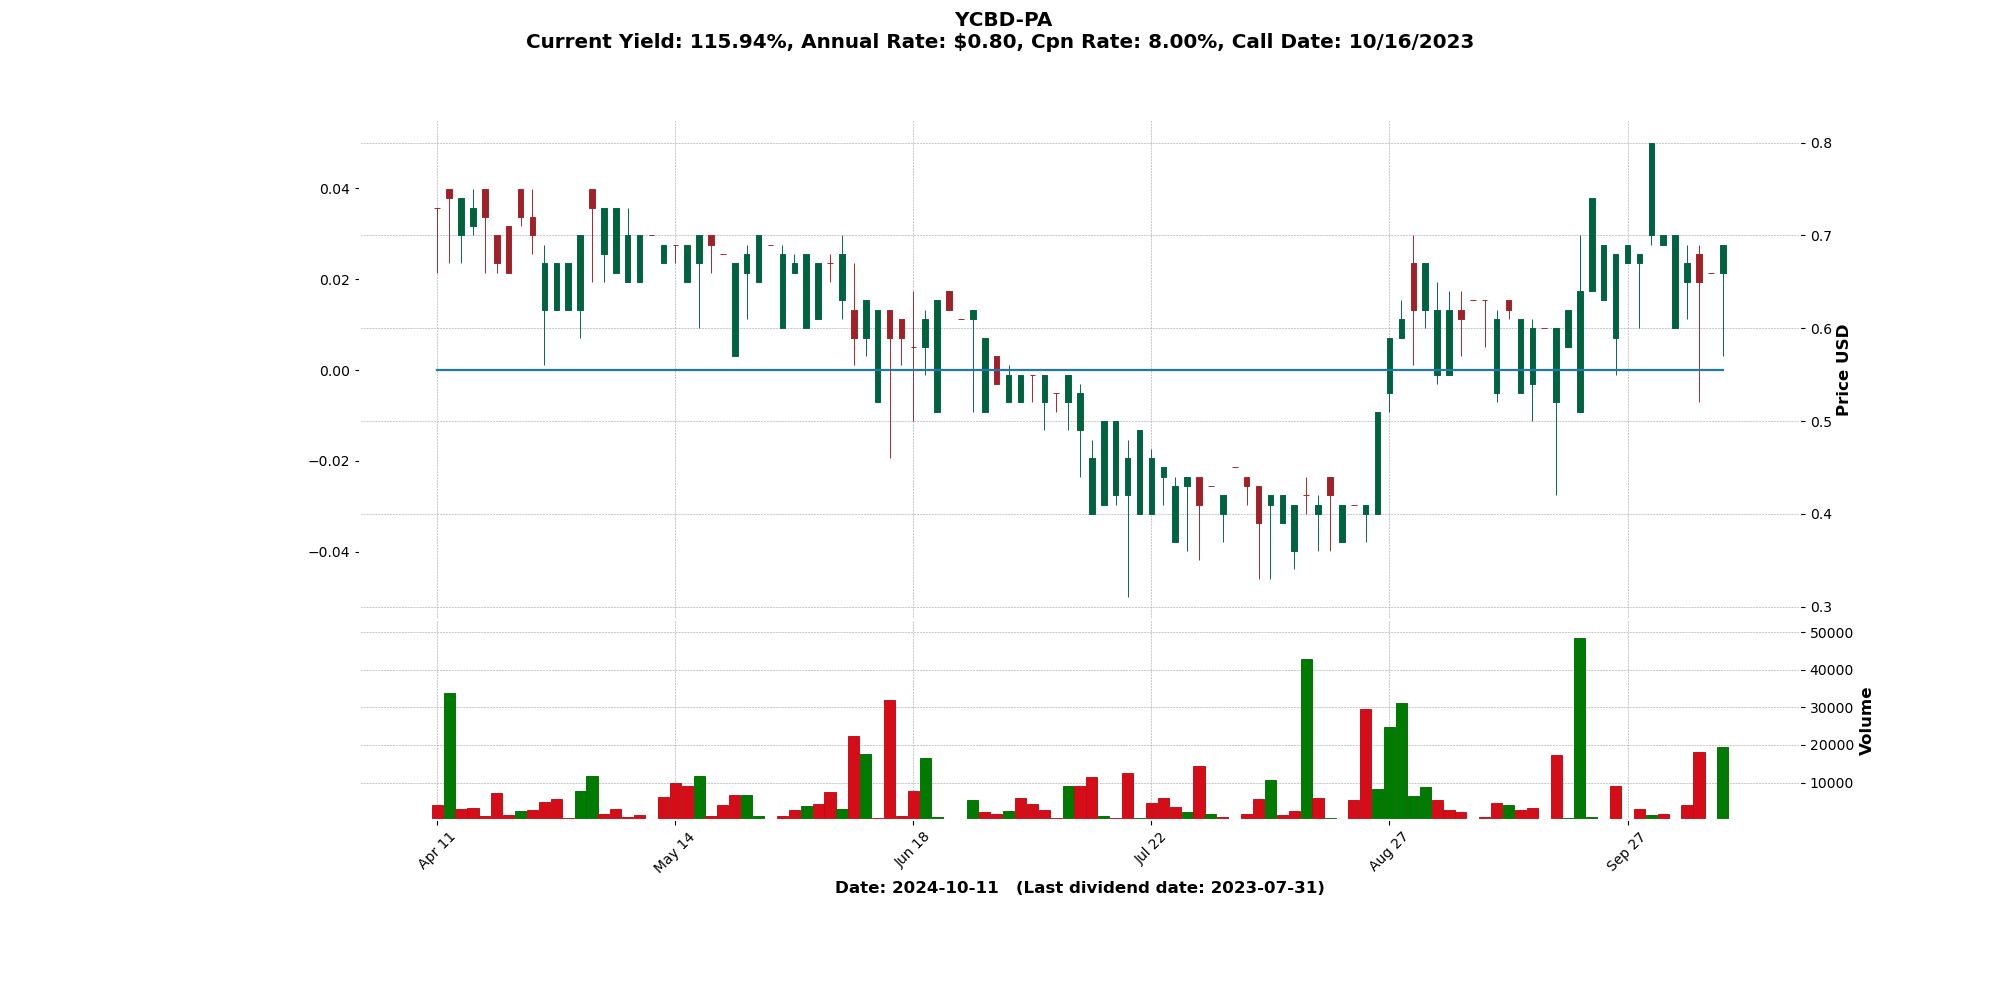 YCBD-PA
Current Yield: 115.94%, Annual Rate: $0.80, Cpn Rate: 8.00%, Call Date: 10/16/2023
0.04
0.02
0.00
−0.02
−0.04
0.8
0.7
0.6
0.5
0.4
0.3
Price USD
50000
40000
30000
20000
10000
Volume
Apr 11
May 14
Jun 18
Jul 22
Aug 27
Sep 27
Date: 2024-10-11   (Last dividend date: 2023-07-31)